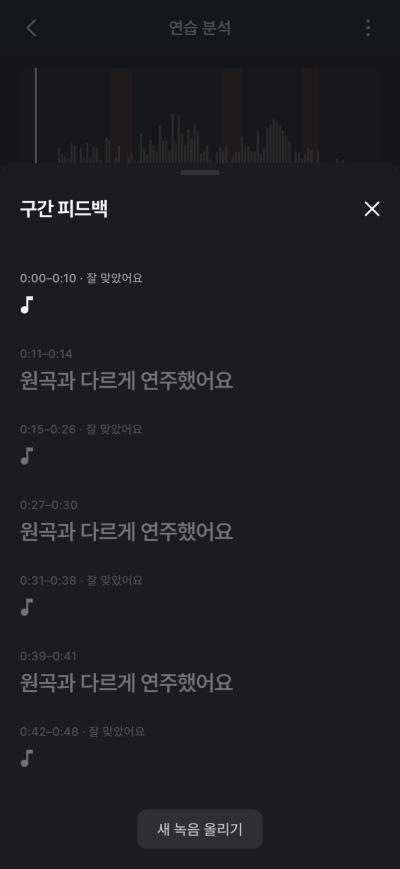 연습 분석
구간 피드백
0:00–0:10 · 잘 맞았어요
0:11–0:14
원곡과 다르게 연주했어요
0:15–0:26 · 잘 맞았어요
0:27–0:30
원곡과 다르게 연주했어요
0:31–0:38 · 잘 맞았어요
0:39–0:41
원곡과 다르게 연주했어요
0:42–0:48 · 잘 맞았어요
새 녹음 올리기